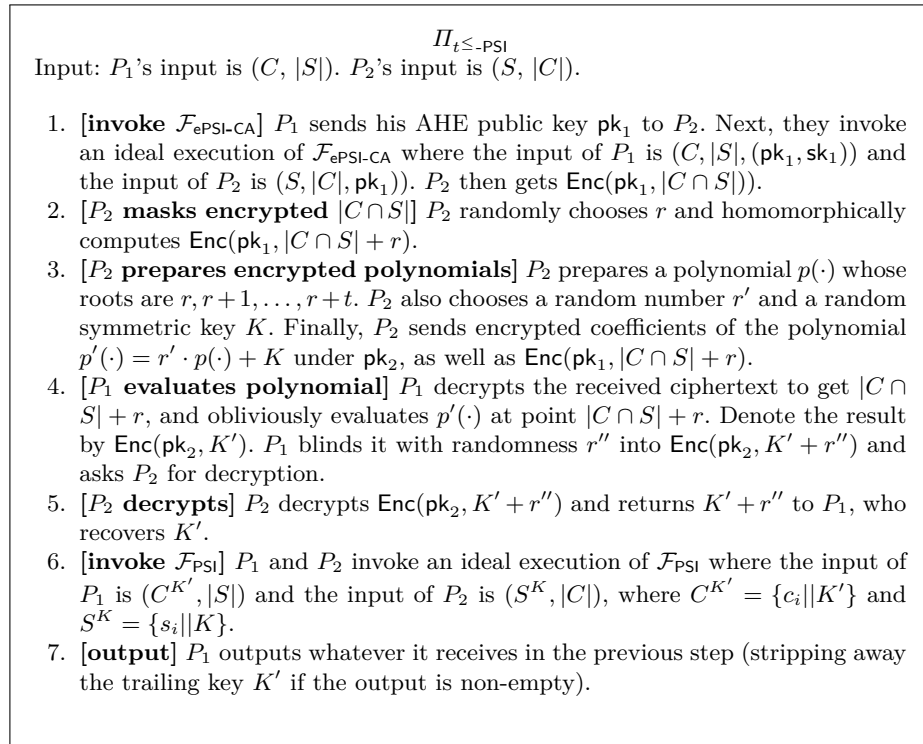 Π_{t≤-PSI}
Input: P₁'s input is (C, |S|). P₂'s input is (S, |C|).
1. [invoke ℱ_{ePSI-CA}] P₁ sends his AHE public key pk₁ to P₂. Next, they invoke
an ideal execution of ℱ_{ePSI-CA} where the input of P₁ is (C, |S|, (pk₁, sk₁)) and
the input of P₂ is (S, |C|, pk₁)). P₂ then gets Enc(pk₁, |C ∩ S|)).
2. [P₂ masks encrypted |C ∩ S|] P₂ randomly chooses r and homomorphically
computes Enc(pk₁, |C ∩ S| + r).
3. [P₂ prepares encrypted polynomials] P₂ prepares a polynomial p(·) whose
roots are r, r + 1, . . . , r + t. P₂ also chooses a random number r′ and a random
symmetric key K. Finally, P₂ sends encrypted coefficients of the polynomial
p′(·) = r′ · p(·) + K under pk₂, as well as Enc(pk₁, |C ∩ S| + r).
4. [P₁ evaluates polynomial] P₁ decrypts the received ciphertext to get |C ∩
S| + r, and obliviously evaluates p′(·) at point |C ∩ S| + r. Denote the result
by Enc(pk₂, K′). P₁ blinds it with randomness r″ into Enc(pk₂, K′ + r″) and
asks P₂ for decryption.
5. [P₂ decrypts] P₂ decrypts Enc(pk₂, K′ + r″) and returns K′ + r″ to P₁, who
recovers K′.
6. [invoke ℱ_{PSI}] P₁ and P₂ invoke an ideal execution of ℱ_{PSI} where the input of
P₁ is (C^{K′}, |S|) and the input of P₂ is (S^K, |C|), where C^{K′} = {cᵢ||K′} and
S^K = {sᵢ||K}.
7. [output] P₁ outputs whatever it receives in the previous step (stripping away
the trailing key K′ if the output is non-empty).